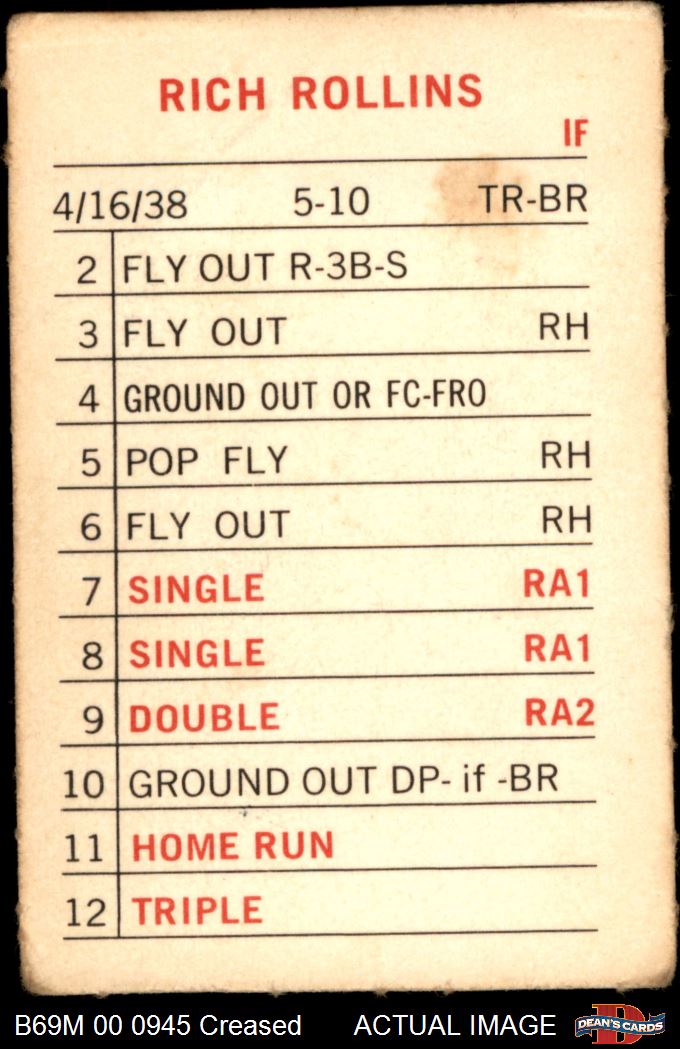 RICH ROLLINS
IF
4/16/38 5-10 TR-BR
2 FLY OUT R-3B-S
3 FLY OUT RH
4 GROUND OUT OR FC-FRO
5 POP FLY RH
6 FLY OUT RH
7 SINGLE RA1
8 SINGLE RA1
9 DOUBLE RA2
10 GROUND OUT DP- if -BR
11 HOME RUN
12 TRIPLE
B69M 00 0945 Creased ACTUAL IMAGE D DEAN'S CARDS